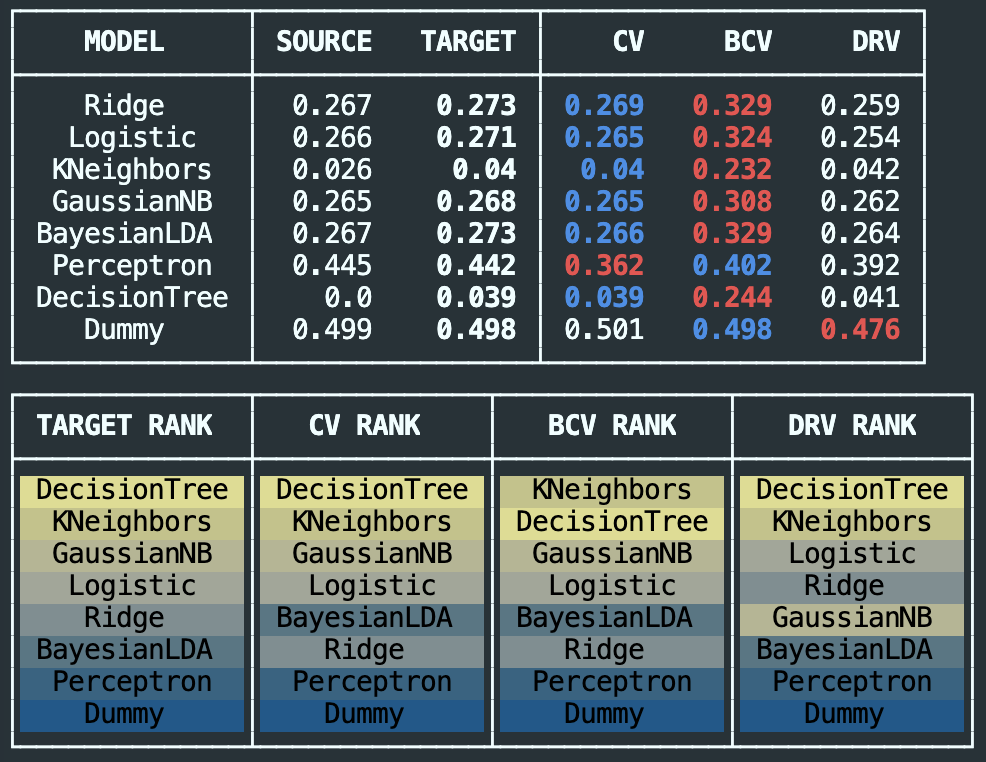 MODEL SOURCE TARGET CV BCV DRV
Ridge 0.267 0.273 0.269 0.329 0.259
Logistic 0.266 0.271 0.265 0.324 0.254
KNeighbors 0.026 0.04 0.04 0.232 0.042
GaussianNB 0.265 0.268 0.265 0.308 0.262
BayesianLDA 0.267 0.273 0.266 0.329 0.264
Perceptron 0.445 0.442 0.362 0.402 0.392
DecisionTree 0.0 0.039 0.039 0.244 0.041
Dummy 0.499 0.498 0.501 0.498 0.476
TARGET RANK CV RANK BCV RANK DRV RANK
DecisionTree DecisionTree KNeighbors DecisionTree
KNeighbors KNeighbors DecisionTree KNeighbors
GaussianNB GaussianNB GaussianNB Logistic
Logistic Logistic Logistic Ridge
Ridge BayesianLDA BayesianLDA GaussianNB
BayesianLDA Ridge Ridge BayesianLDA
Perceptron Perceptron Perceptron Perceptron
Dummy Dummy Dummy Dummy